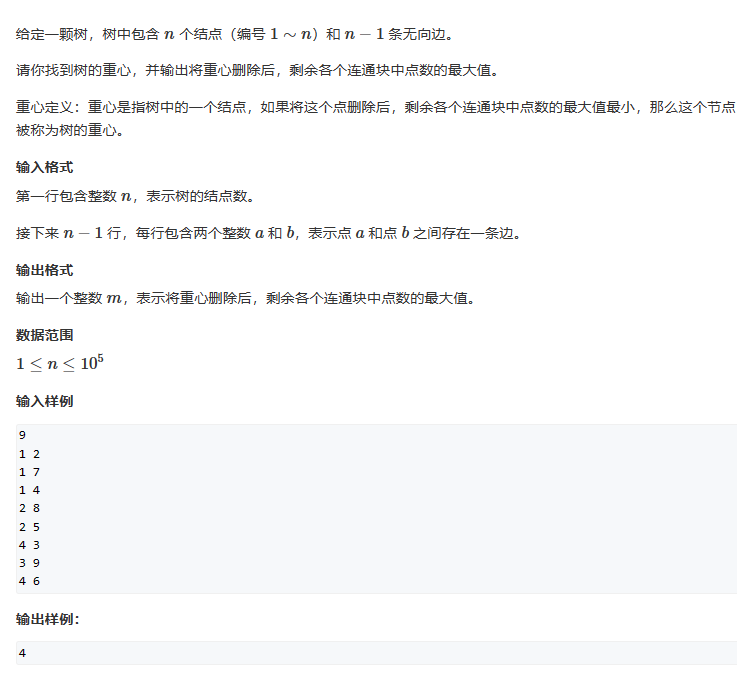 给定一颗树，树中包含 n 个结点（编号 1 ∼ n）和 n − 1 条无向边。
请你找到树的重心，并输出将重心删除后，剩余各个连通块中点数的最大值。
重心定义：重心是指树中的一个结点，如果将这个点删除后，剩余各个连通块中点数的最大值最小，那么这个节点
被称为树的重心。
输入格式
第一行包含整数 n，表示树的结点数。
接下来 n − 1 行，每行包含两个整数 a 和 b，表示点 a 和点 b 之间存在一条边。
输出格式
输出一个整数 m，表示将重心删除后，剩余各个连通块中点数的最大值。
数据范围
1 ≤ n ≤ 10⁵
输入样例
9
1 2
1 7
1 4
2 8
2 5
4 3
3 9
4 6
输出样例：
4